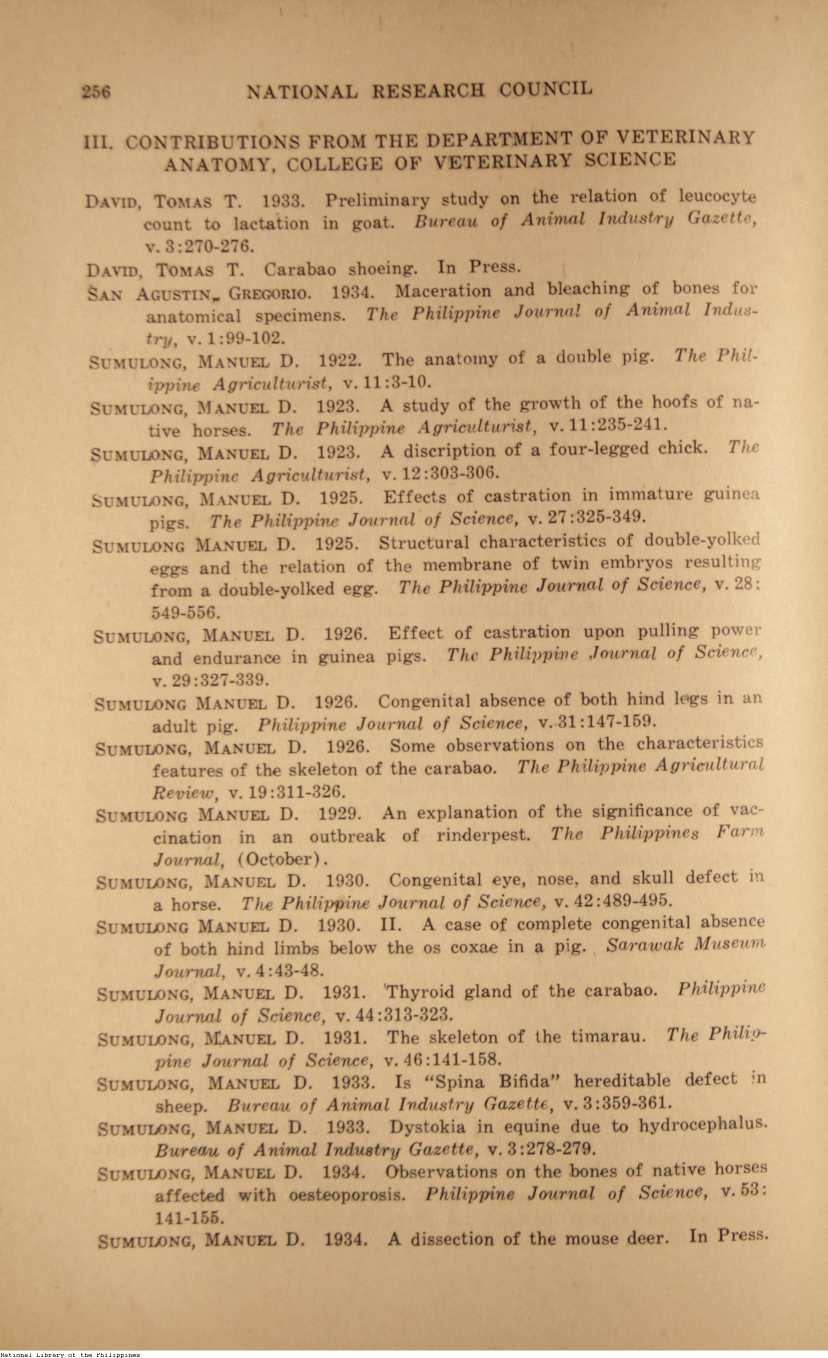 256 NATIONAL RESEARCH COUNCIL
III. CONTRIBUTIONS FROM THE DEPARTMENT OF VETERINARY
ANATOMY, COLLEGE OF VETERINARY SCIENCE
DAVID, TOMAS T. 1933. Preliminary study on the relation of leucocyte
count to lactation in goat. Bureau of Animal Industry Gazette,
v. 3:270-276.
DAVID, TOMAS T. Carabao shoeing. In Press.
SAN AGUSTIN, GREGORIO. 1934. Maceration and bleaching of bones for
anatomical specimens. The Philippine Journal of Animal Indus-
try, v. 1:99-102.
SUMULONG, MANUEL D. 1922. The anatomy of a double pig. The Phil-
ippine Agriculturist, v. 11:3-10.
SUMULONG, MANUEL D. 1923. A study of the growth of the hoofs of na-
tive horses. The Philippine Agriculturist, v. 11:235-241.
SUMULONG, MANUEL D. 1923. A discription of a four-legged chick. The
Philippine Agriculturist, v. 12:303-306.
SUMULONG, MANUEL D. 1925. Effects of castration in immature guinea
pigs. The Philippine Journal of Science, v. 27:325-349.
SUMULONG MANUEL D. 1925. Structural characteristics of double-yolked
eggs and the relation of the membrane of twin embryos resulting
from a double-yolked egg. The Philippine Journal of Science, v. 28:
549-556.
SUMULONG, MANUEL D. 1926. Effect of castration upon pulling power
and endurance in guinea pigs. The Philippine Journal of Science,
v. 29:327-339.
SUMULONG MANUEL D. 1926. Congenital absence of both hind legs in an
adult pig. Philippine Journal of Science, v. 31:147-159.
SUMULONG, MANUEL D. 1926. Some observations on the characteristics
features of the skeleton of the carabao. The Philippine Agricultural
Review, v. 19:311-326.
SUMULONG MANUEL D. 1929. An explanation of the significance of vac-
cination in an outbreak of rinderpest. The Philippines Farm
Journal, (October).
SUMULONG, MANUEL D. 1930. Congenital eye, nose, and skull defect in
a horse. The Philippine Journal of Science, v. 42:489-495.
SUMULONG MANUEL D. 1930. II. A case of complete congenital absence
of both hind limbs below the os coxae in a pig. Sarawak Museum
Journal, v. 4:43-48.
SUMULONG, MANUEL D. 1931. Thyroid gland of the carabao. Philippine
Journal of Science, v. 44:313-323.
SUMULONG, MANUEL D. 1931. The skeleton of the timarau. The Philip-
pine Journal of Science, v. 46:141-158.
SUMULONG, MANUEL D. 1933. Is "Spina Bifida" hereditable defect in
sheep. Bureau of Animal Industry Gazette, v. 3:359-361.
SUMULONG, MANUEL D. 1933. Dystokia in equine due to hydrocephalus.
Bureau of Animal Industry Gazette, v. 3:278-279.
SUMULONG, MANUEL D. 1934. Observations on the bones of native horses
affected with oesteoporosis. Philippine Journal of Science, v. 53:
141-155.
SUMULONG, MANUEL D. 1934. A dissection of the mouse deer. In Press.
National Library of the Philippines